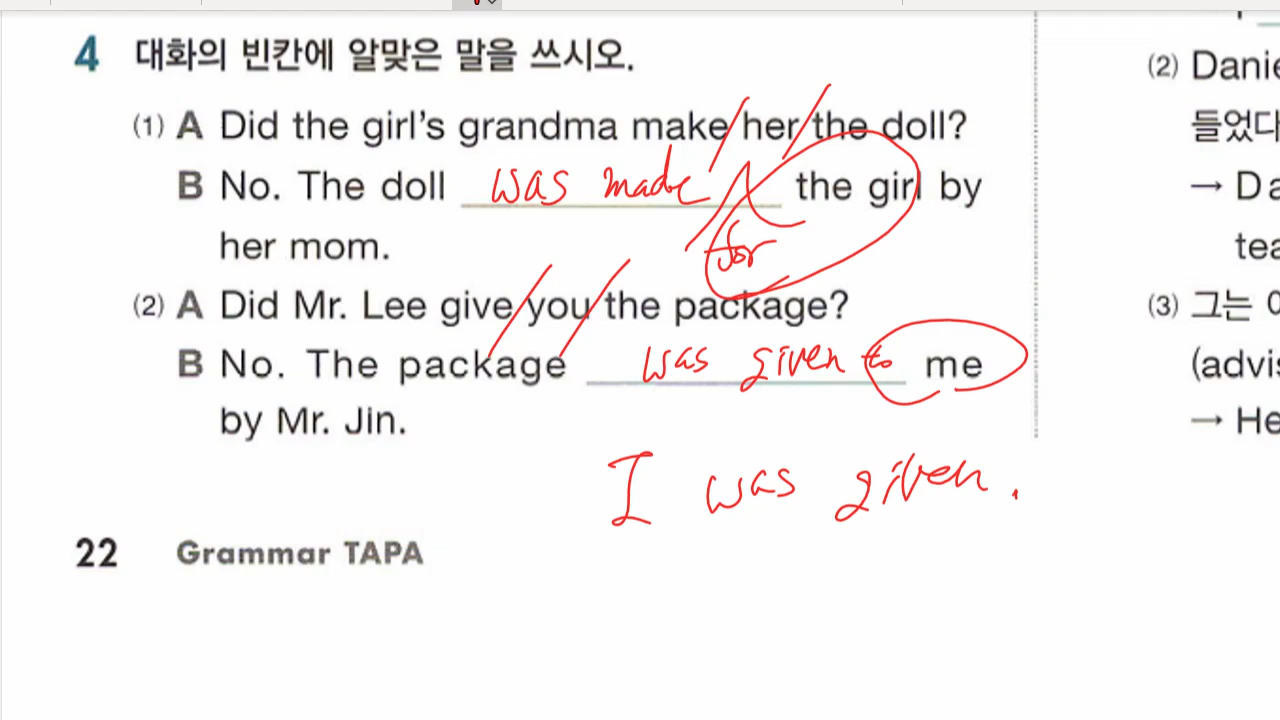 4 대화의 빈칸에 알맞은 말을 쓰시오.
(1) A Did the girl's grandma make her the doll?
B No. The doll was made for the girl by
her mom.
(2) A Did Mr. Lee give you the package?
B No. The package was given to me
by Mr. Jin.
I was given.
22 Grammar TAPA
(2) Danie
들었다
→ Da
tea
(3) 그는
(advis
→ He